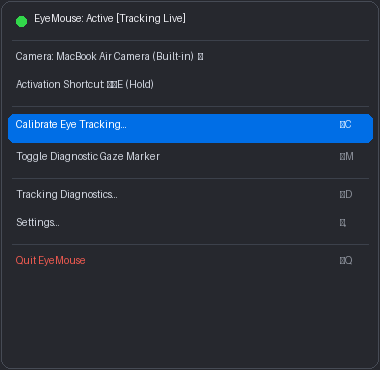 EyeMouse: Active [Tracking Live]
Camera: MacBook Air Camera (Built-in)
Activation Shortcut: E (Hold)
Calibrate Eye Tracking... C
Toggle Diagnostic Gaze Marker M
Tracking Diagnostics... D
Settings... ,
Quit EyeMouse Q